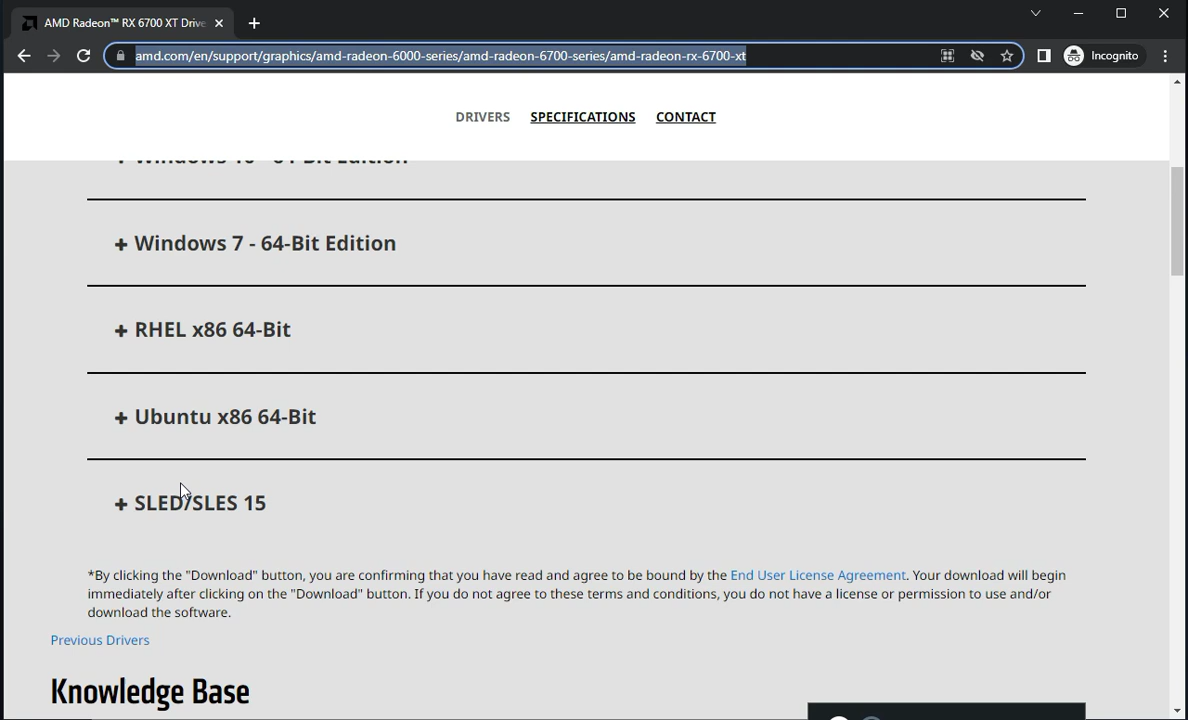 AMD Radeon™ RX 6700 XT Drive
Incognito
amd.com/en/support/graphics/amd-radeon-6000-series/amd-radeon-6700-series/amd-radeon-rx-6700-xt
DRIVERS SPECIFICATIONS CONTACT
+ Windows 10 - 64-Bit Edition
+ Windows 7 - 64-Bit Edition
+ RHEL x86 64-Bit
+ Ubuntu x86 64-Bit
+ SLED/SLES 15
*By clicking the "Download" button, you are confirming that you have read and agree to be bound by the End User License Agreement. Your download will begin
immediately after clicking on the "Download" button. If you do not agree to these terms and conditions, you do not have a license or permission to use and/or
download the software.
Previous Drivers
Knowledge Base